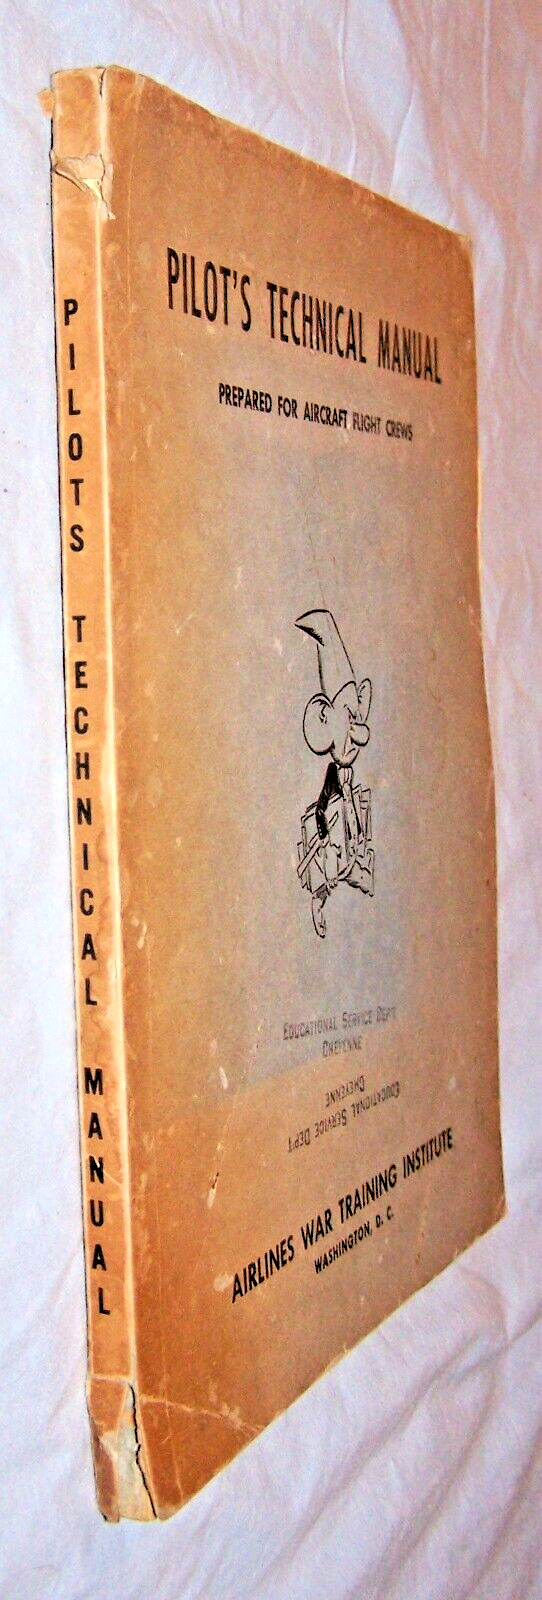 PILOTS TECHNICAL MANUAL
PILOT'S TECHNICAL MANUAL
PREPARED FOR AIRCRAFT FLIGHT CREWS
EDUCATIONAL SERVICE DEPT.
CHEYENNE
EDUCATIONAL SERVICE DEPT
CHEYENNE
AIRLINES WAR TRAINING INSTITUTE
WASHINGTON, D. C.